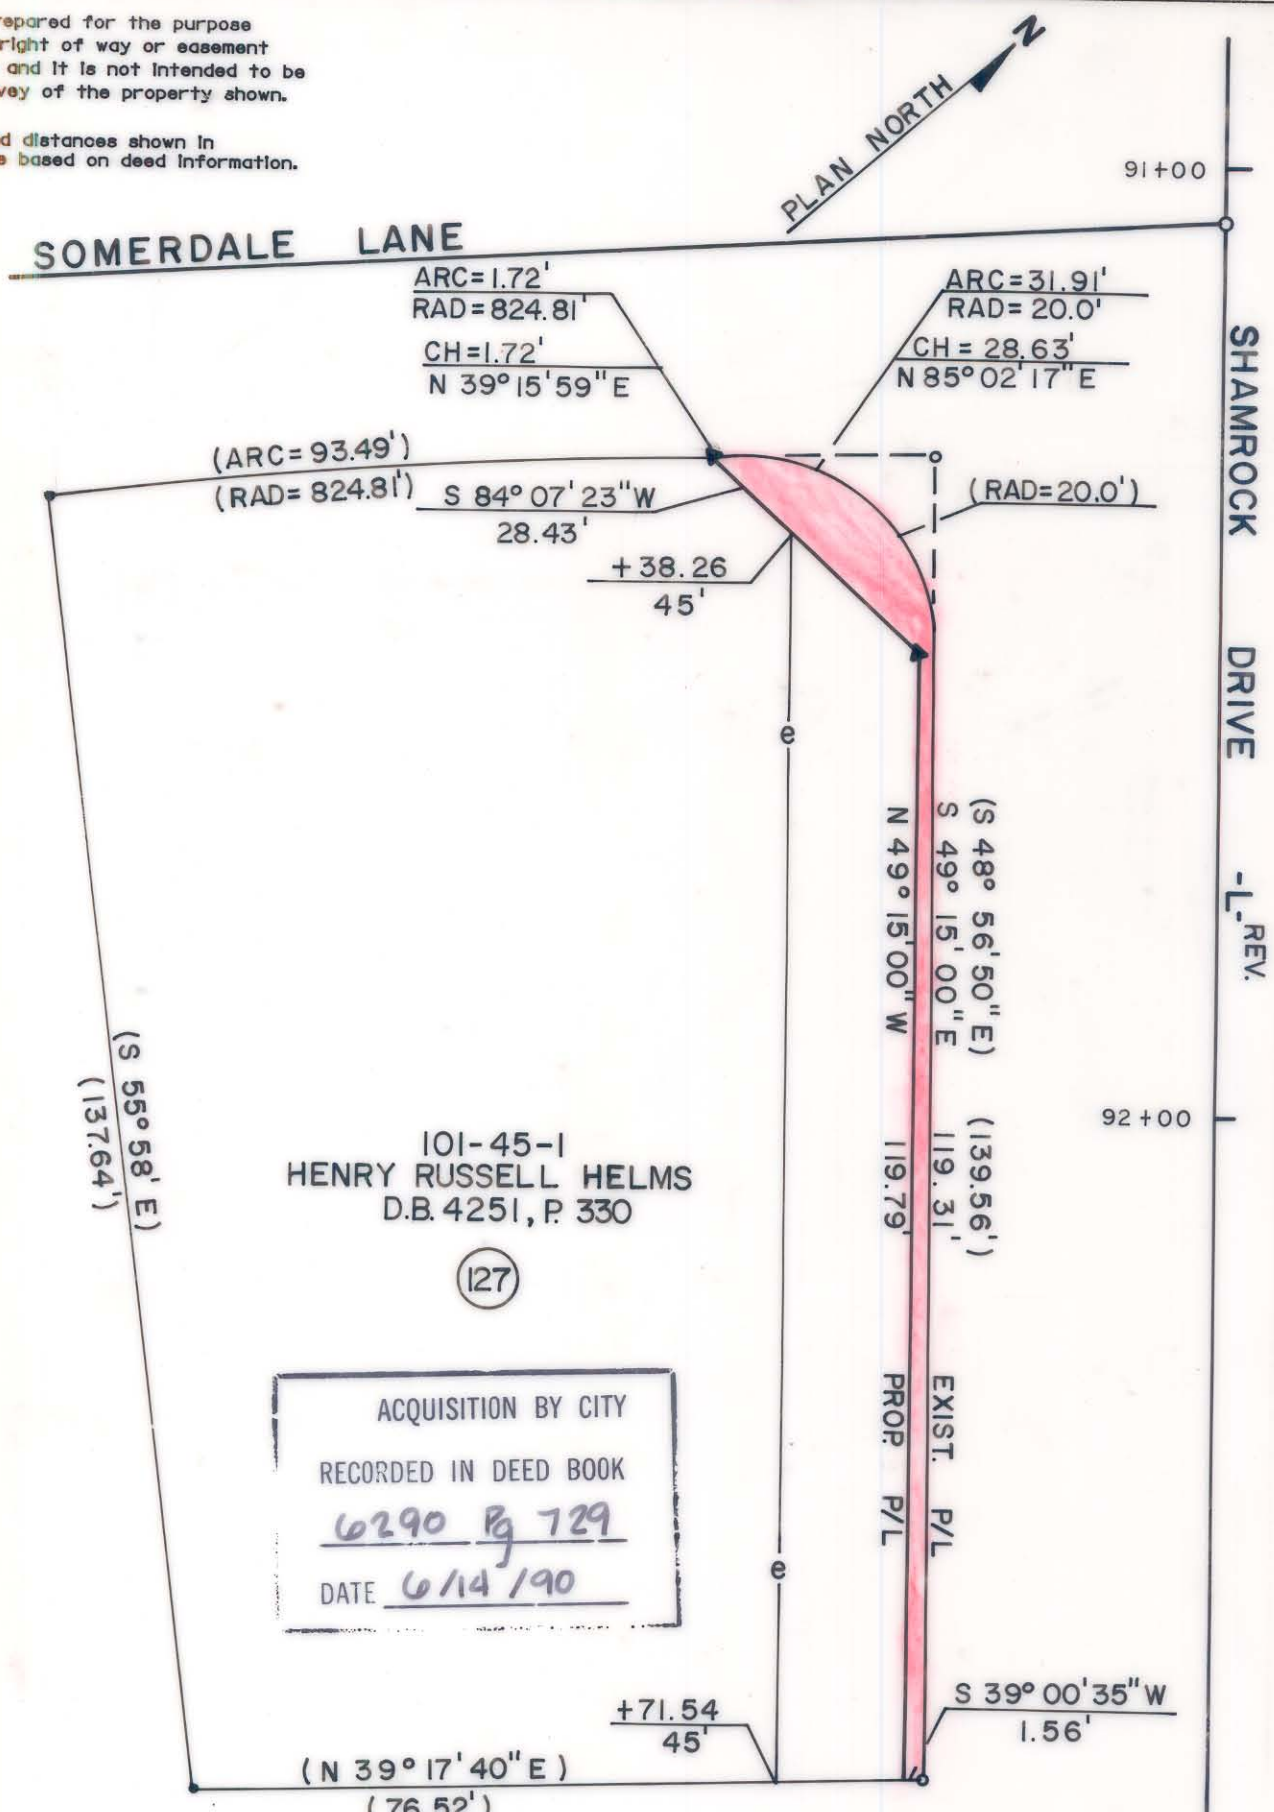 for the purpose
right of way or easement
and it is not intended to be
of the property shown.
distances shown in
based on deed information.
N
PLAN NORTH
91+00
SOMERDALE LANE
ARC=1.72'
RAD=824.81'
CH=1.72'
N 39°15'59"E
ARC=31.91'
RAD= 20.0'
CH = 28.63'
N 85°02'17"E
SHAMROCK DRIVE -L- REV.
(ARC= 93.49')
(RAD= 824.81')
S 84°07'23"W
28.43'
(RAD=20.0')
+38.26
45'
e
(S 48° 56' 50" E) (139.56')
S 49° 15' 00" E 119.31'
N 49° 15' 00" W 119.79'
EXIST. P/L
PROP. P/L
92+00
(S 55°58' E)
(137.64')
101-45-1
HENRY RUSSELL HELMS
D.B. 4251, P. 330
127
ACQUISITION BY CITY
RECORDED IN DEED BOOK
6290 Pg 729
DATE 6/14/90
e
+71.54
45'
S 39°00'35"W
1.56'
(N 39°17'40"E)
(76.52')